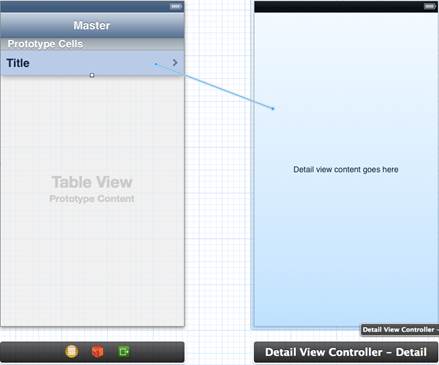 Master
Prototype Cells
Title
Table View
Prototype Content
Detail view content goes here
Detail View Controller –
Detail View Controller – Detail